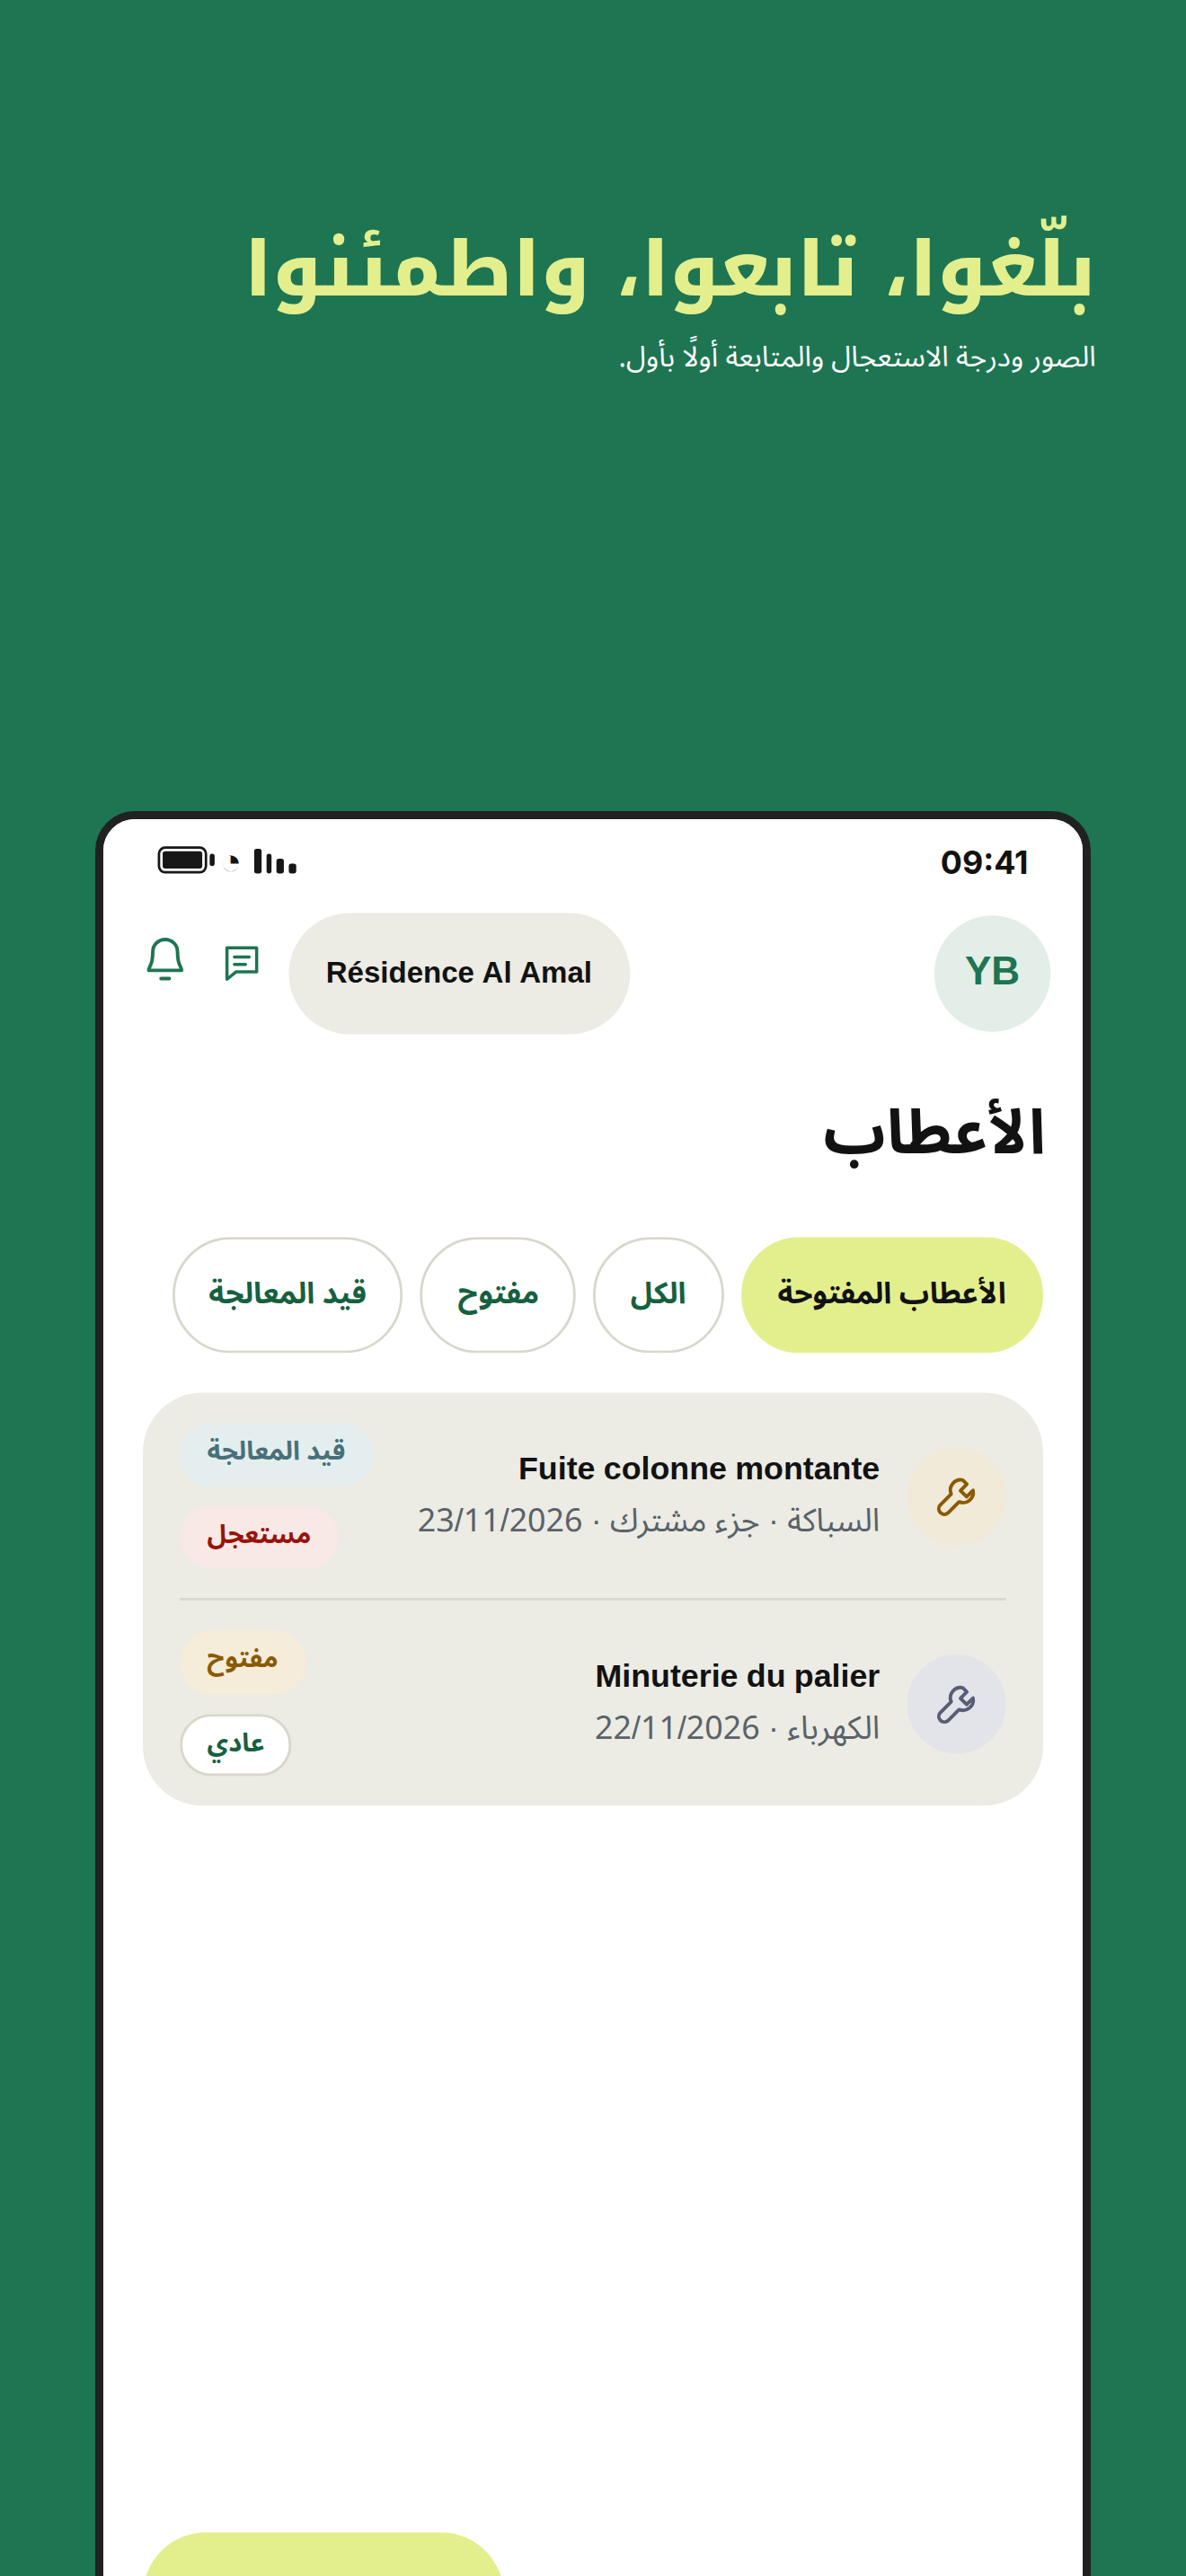 بلّغوا، تابعوا، واطمئنوا
الصور ودرجة الاستعجال والمتابعة أولًا بأول.
09:41
YB
Résidence Al Amal
الأعطاب
الأعطاب المفتوحة
الكل
مفتوح
قيد المعالجة
Fuite colonne montante
السباكة · جزء مشترك · 23/11/2026
قيد المعالجة
مستعجل
Minuterie du palier
الكهرباء · 22/11/2026
مفتوح
عادي